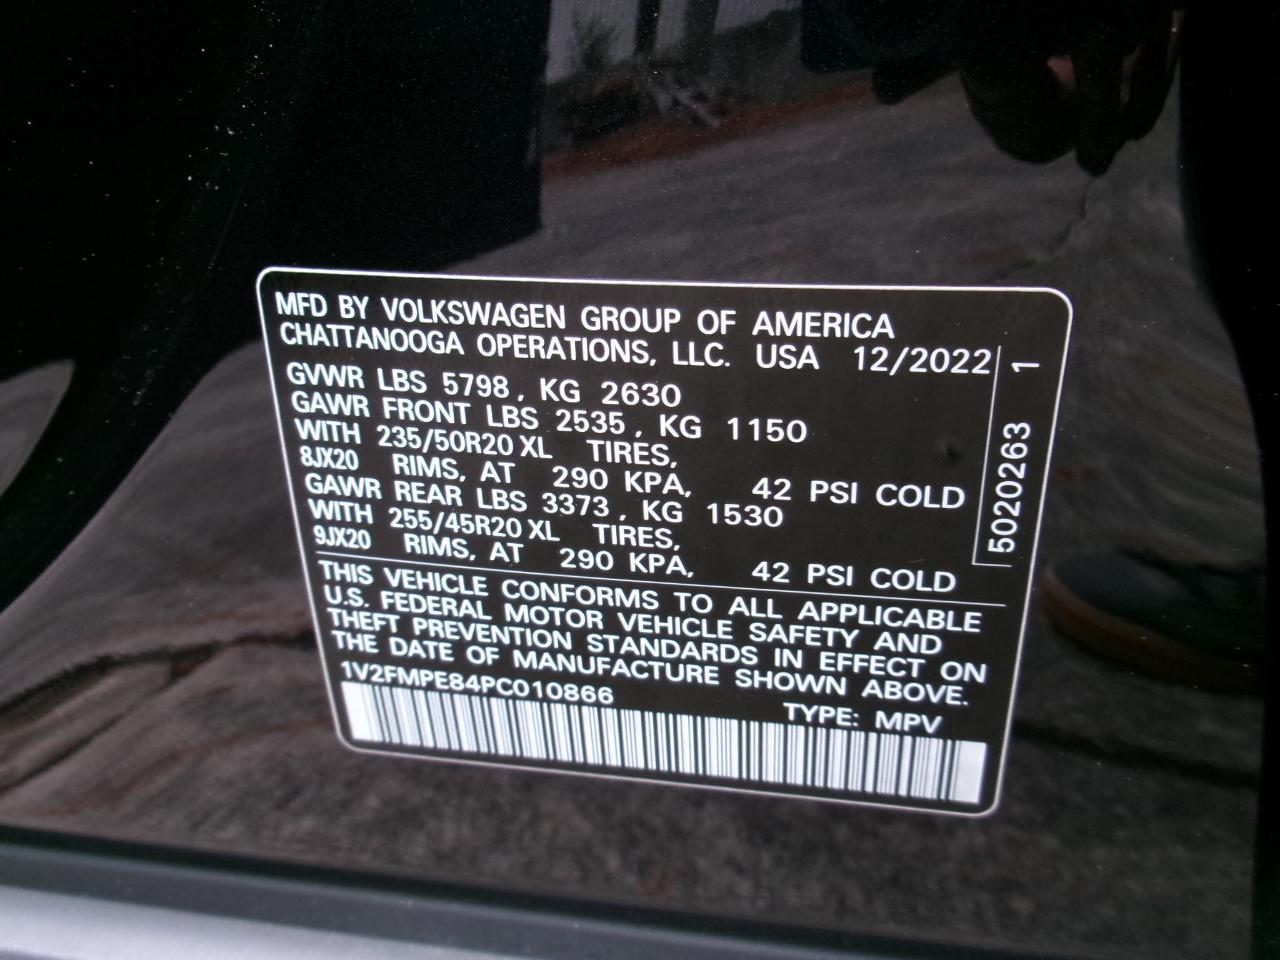 MFD BY VOLKSWAGEN GROUP OF AMERICA
CHATTANOOGA OPERATIONS, LLC. USA 12/2022
GVWR LBS 5798, KG 2630
GAWR FRONT LBS 2535, KG 1150
WITH 235/50R20 XL TIRES,
8JX20 RIMS, AT 290 KPA, 42 PSI COLD
GAWR REAR LBS 3373, KG 1530
WITH 255/45R20 XL TIRES,
9JX20 RIMS, AT 290 KPA, 42 PSI COLD
5020263 1
THIS VEHICLE CONFORMS TO ALL APPLICABLE
U.S. FEDERAL MOTOR VEHICLE SAFETY AND
THEFT PREVENTION STANDARDS IN EFFECT ON
THE DATE OF MANUFACTURE SHOWN ABOVE.
1V2FMPE84PC010866
TYPE: MPV